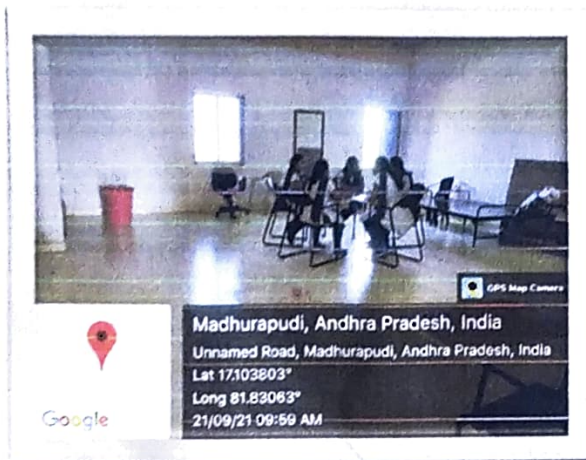 GPS Map Camera
Madhurapudi, Andhra Pradesh, India
Unnamed Road, Madhurapudi, Andhra Pradesh, India
Lat 17.103803°
Long 81.83063°
21/09/21 09:59 AM
Google